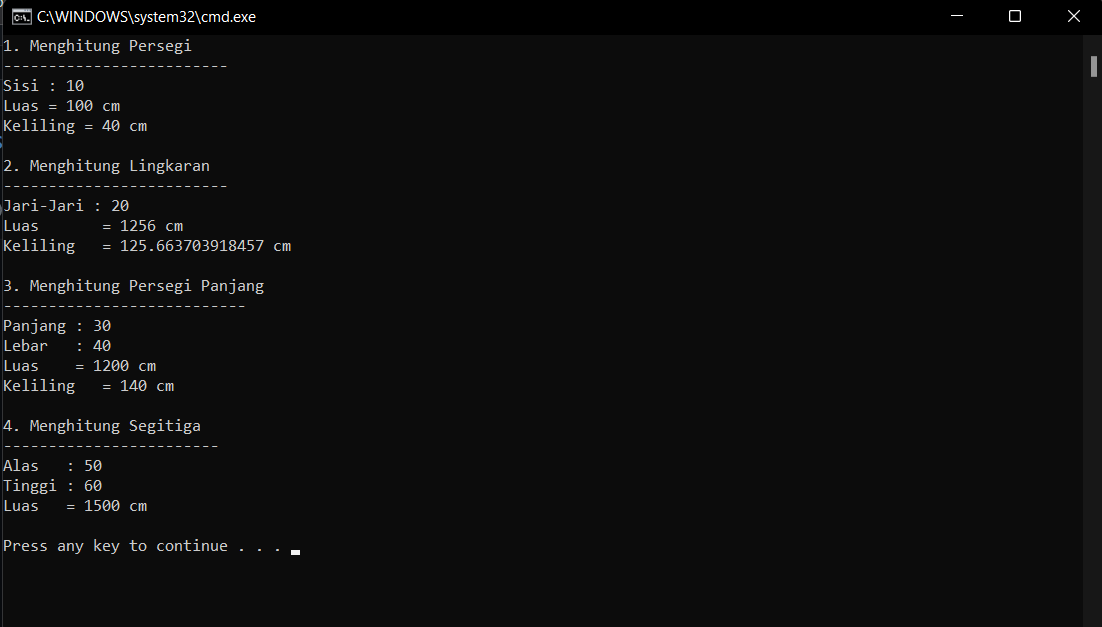 C:\WINDOWS\system32\cmd.exe
1. Menghitung Persegi
-------------------------
Sisi : 10
Luas = 100 cm
Keliling = 40 cm
2. Menghitung Lingkaran
-------------------------
Jari-Jari : 20
Luas       = 1256 cm
Keliling   = 125.663703918457 cm
3. Menghitung Persegi Panjang
---------------------------
Panjang : 30
Lebar   : 40
Luas    = 1200 cm
Keliling   = 140 cm
4. Menghitung Segitiga
------------------------
Alas   : 50
Tinggi : 60
Luas   = 1500 cm
Press any key to continue . . .